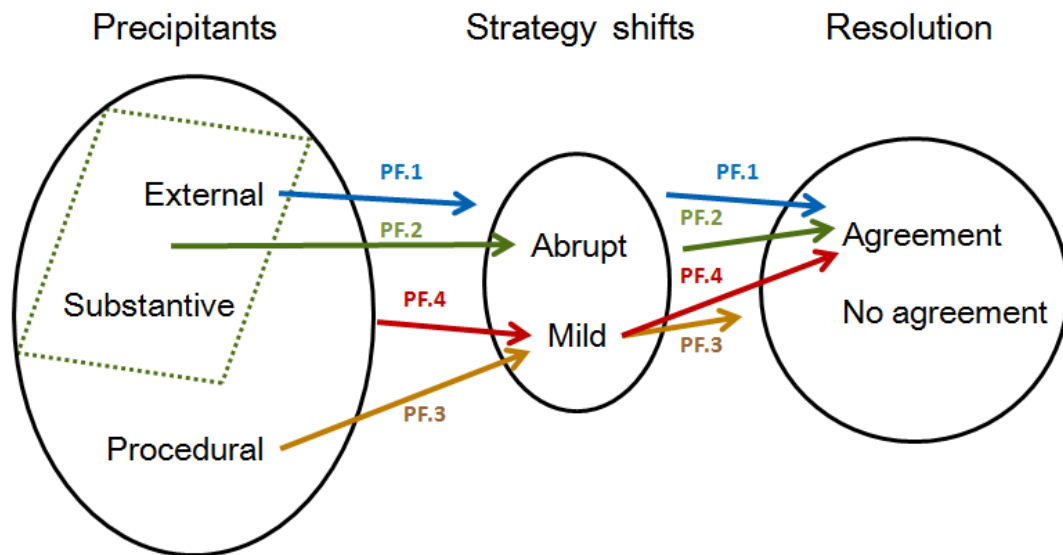 Precipitants
Strategy shifts
Resolution
PF.1
PF.1
External
PF.2
PF.2
Abrupt
Agreement
Substantive
PF.4
PF.4
Mild
No agreement
PF.3
PF.3
Procedural